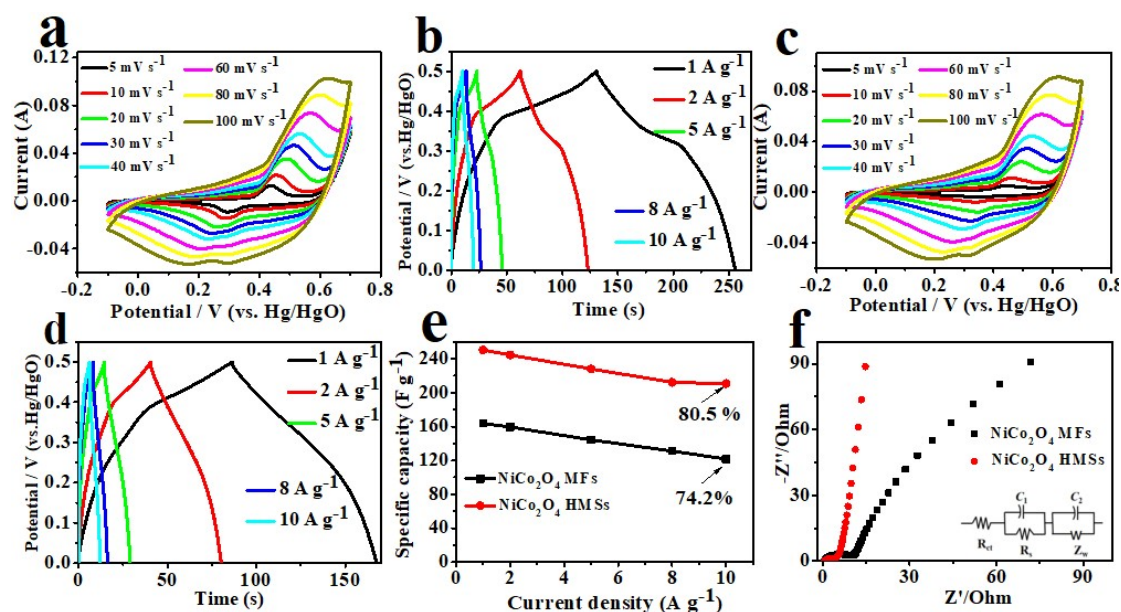 a
0.12
0.08
0.04
0.00
-0.04
Current (A)
5 mV s⁻¹
10 mV s⁻¹
20 mV s⁻¹
30 mV s⁻¹
40 mV s⁻¹
60 mV s⁻¹
80 mV s⁻¹
100 mV s⁻¹
-0.2 0.0 0.2 0.4 0.6 0.8
Potential / V (vs. Hg/HgO)
b
0.5
0.4
0.3
0.2
0.1
0.0
Potential / V (vs.Hg/HgO)
1 A g⁻¹
2 A g⁻¹
5 A g⁻¹
8 A g⁻¹
10 A g⁻¹
0 50 100 150 200 250
Time (s)
c
0.12
0.08
0.04
0.00
-0.04
Current (A)
5 mV s⁻¹
10 mV s⁻¹
20 mV s⁻¹
30 mV s⁻¹
40 mV s⁻¹
60 mV s⁻¹
80 mV s⁻¹
100 mV s⁻¹
-0.2 0.0 0.2 0.4 0.6 0.8
Potential / V (vs. Hg/HgO)
d
0.5
0.4
0.3
0.2
0.1
0.0
Potential / V (vs.Hg/HgO)
1 A g⁻¹
2 A g⁻¹
5 A g⁻¹
8 A g⁻¹
10 A g⁻¹
0 50 100 150
Time (s)
e
240
200
160
120
80
40
0
Specific capacity (F g⁻¹)
80.5 %
74.2%
NiCo₂O₄ MFs
NiCo₂O₄ HMSs
0 2 4 6 8 10
Current density (A g⁻¹)
f
90
60
30
0
-Z''/Ohm
NiCo₂O₄ MFs
NiCo₂O₄ HMSs
C₁ C₂
R_ct R_s Z_w
0 30 60 90
Z'/Ohm